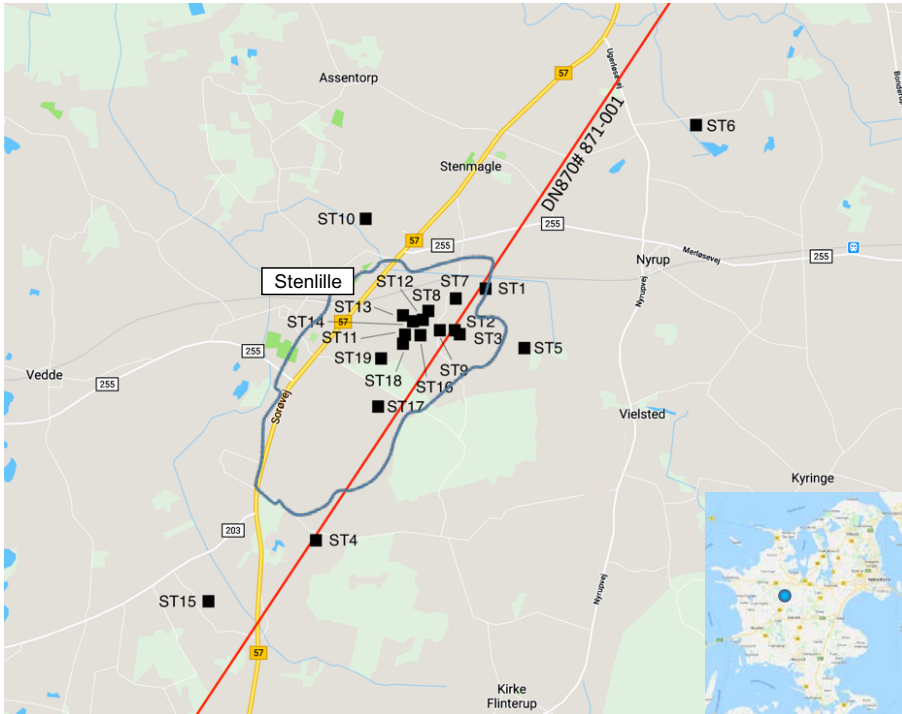 57
Ugerløsevej
Bonderup
Assentorp
DN870# 871-001
ST6
Stenmagle
ST10
255
57
255
Merløsevej
255
Nyrup
Stenlille
ST12
ST7
ST1
ST8
ST13
Nyrupvej
ST14
57
ST2
ST11
ST3
ST5
255
ST19
ST9
Vedde
255
ST18
ST16
ST17
Sorøvej
Vielsted
Kyringe
203
ST4
ST15
Nyrupvej
57
Kirke
Flinterup